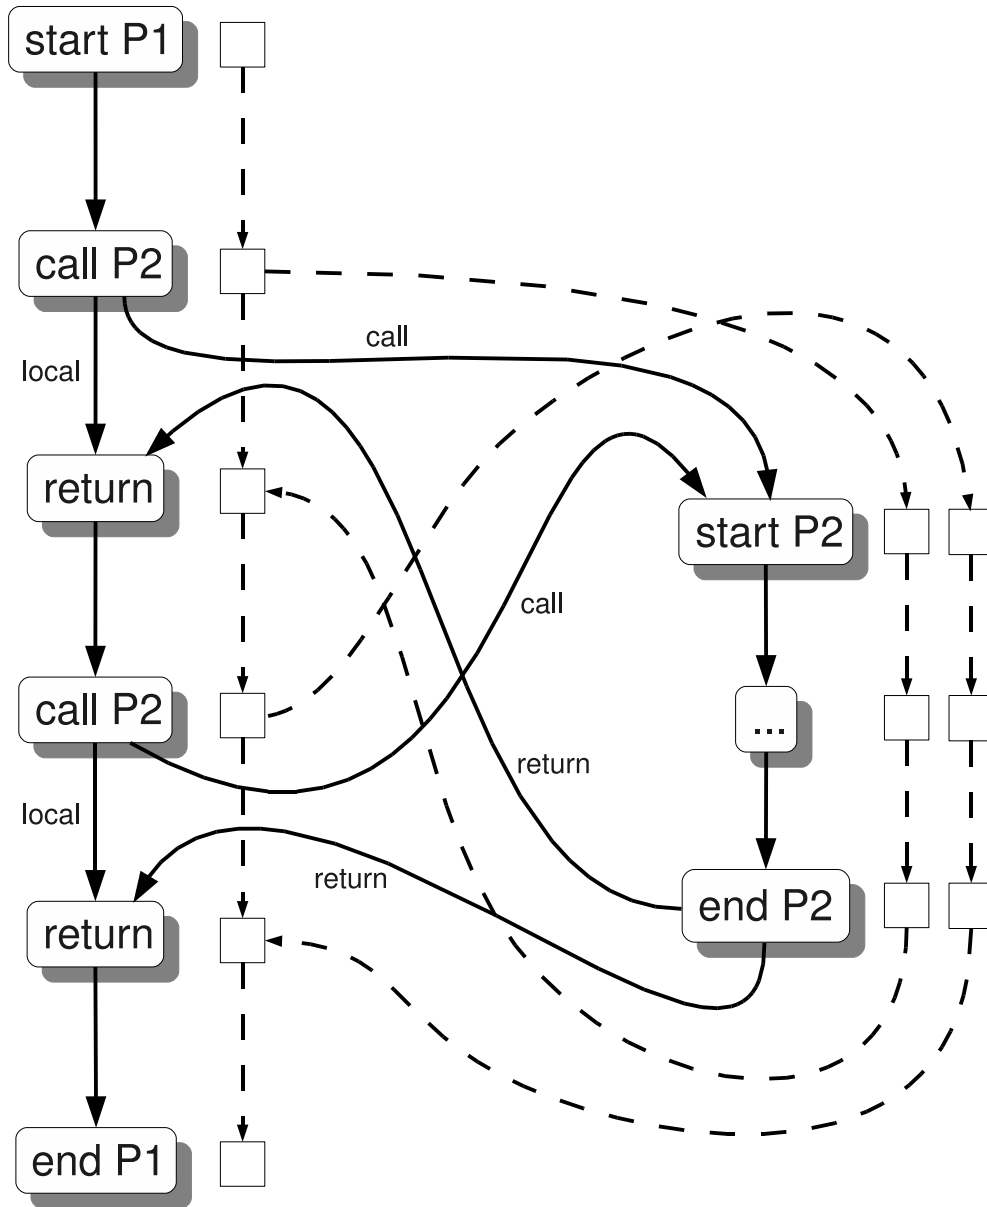 start P1
call P2
call
local
return
start P2
call
call P2
...
return
local
return
end P2
return
end P1